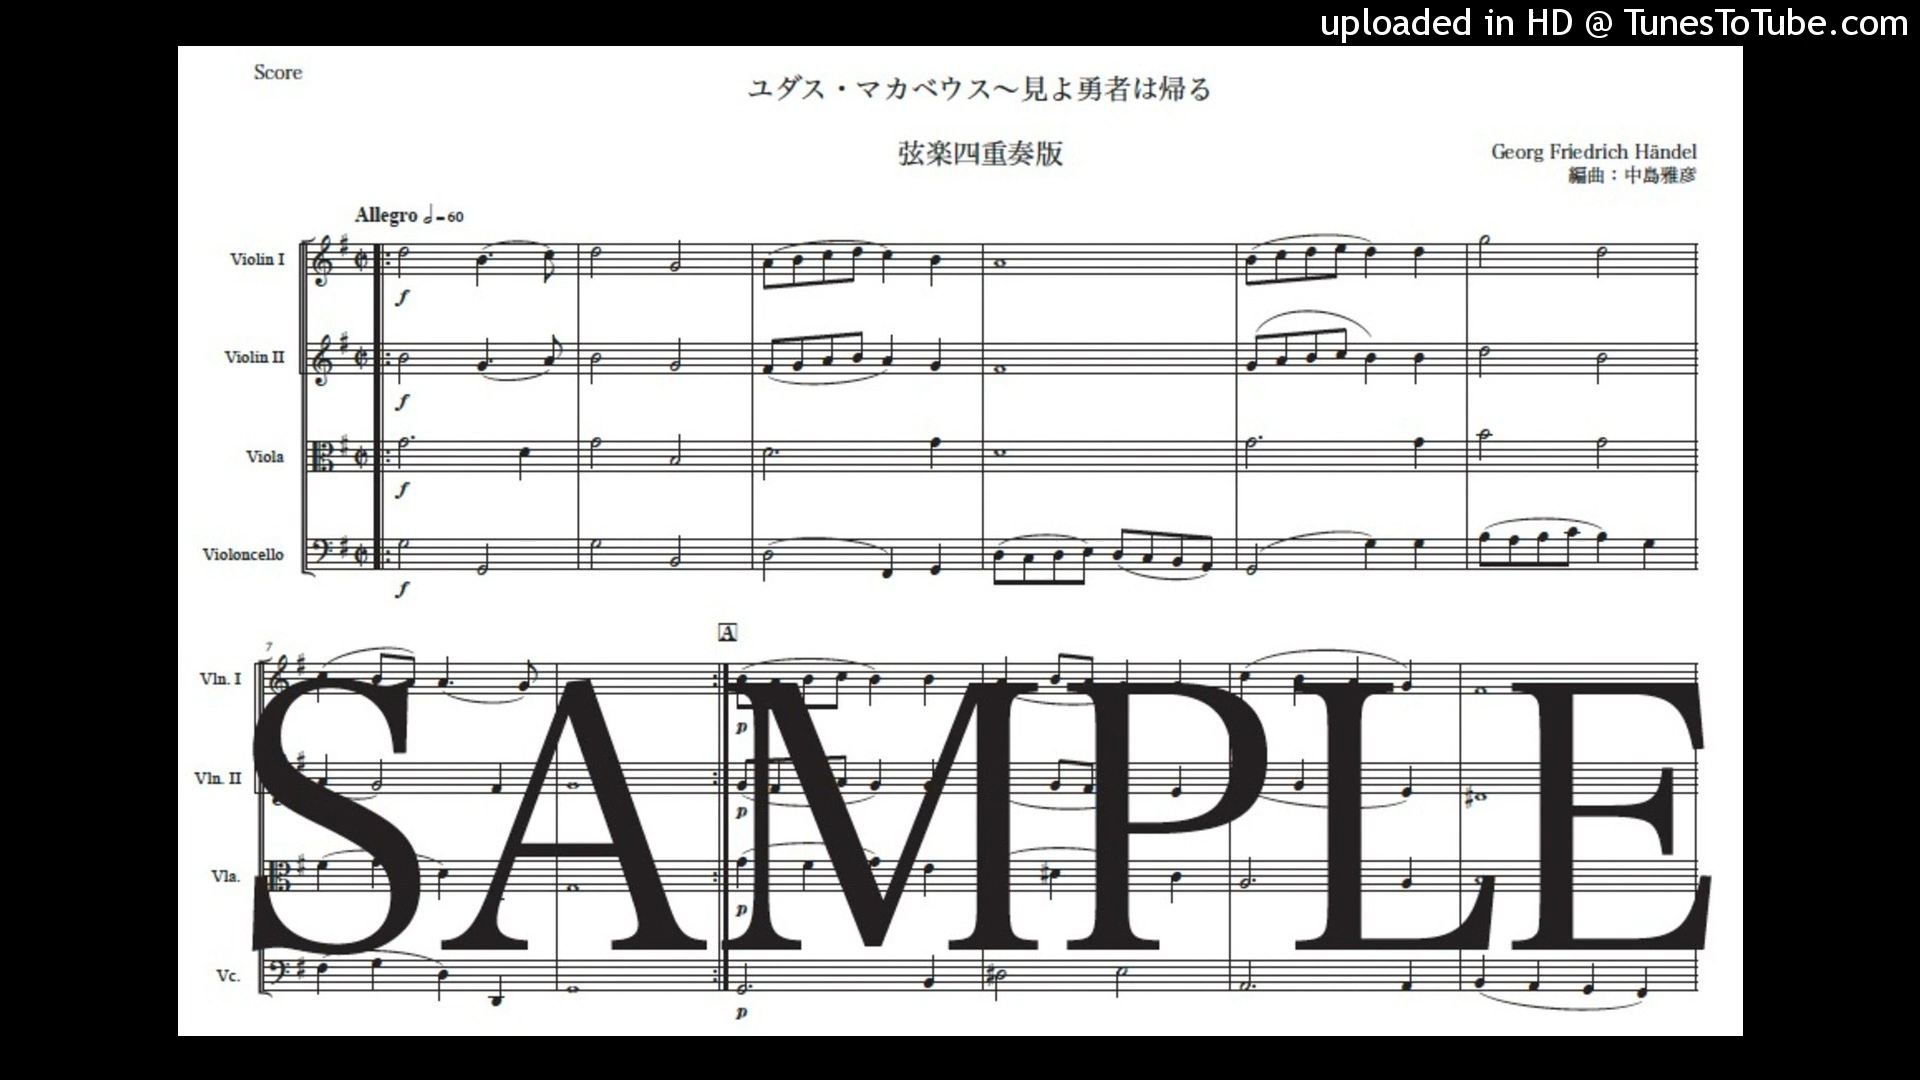 uploaded in HD @ TunesToTube.com
Score
ユダス・マカベウス～見よ勇者は帰る
弦楽四重奏版
Georg Friedrich Händel
編曲：中島雅彦
Allegro 𝅗𝅥=60
Violin I
f
Violin II
f
Viola
f
Violoncello
f
A
7
Vln. I
p
Vln. II
p
Vla.
p
Vc.
p
SAMPLE